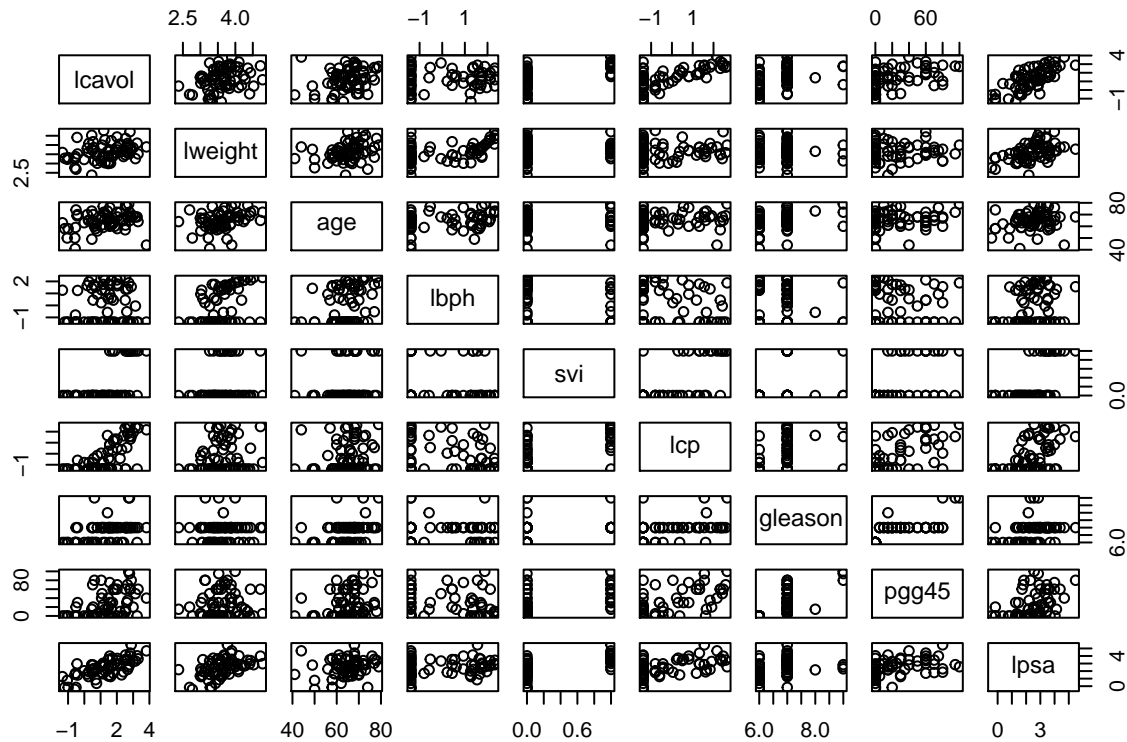 2.5 4.0 −1 1 −1 1 0 60
lcavol −1 4
2.5 lweight
age 40 80
−1 2 lbph
svi 0.0
−1 lcp
gleason 6.0
0 80 pgg45
lpsa 0 4
−1 2 4 40 60 80 0.0 0.6 6.0 8.0 0 3